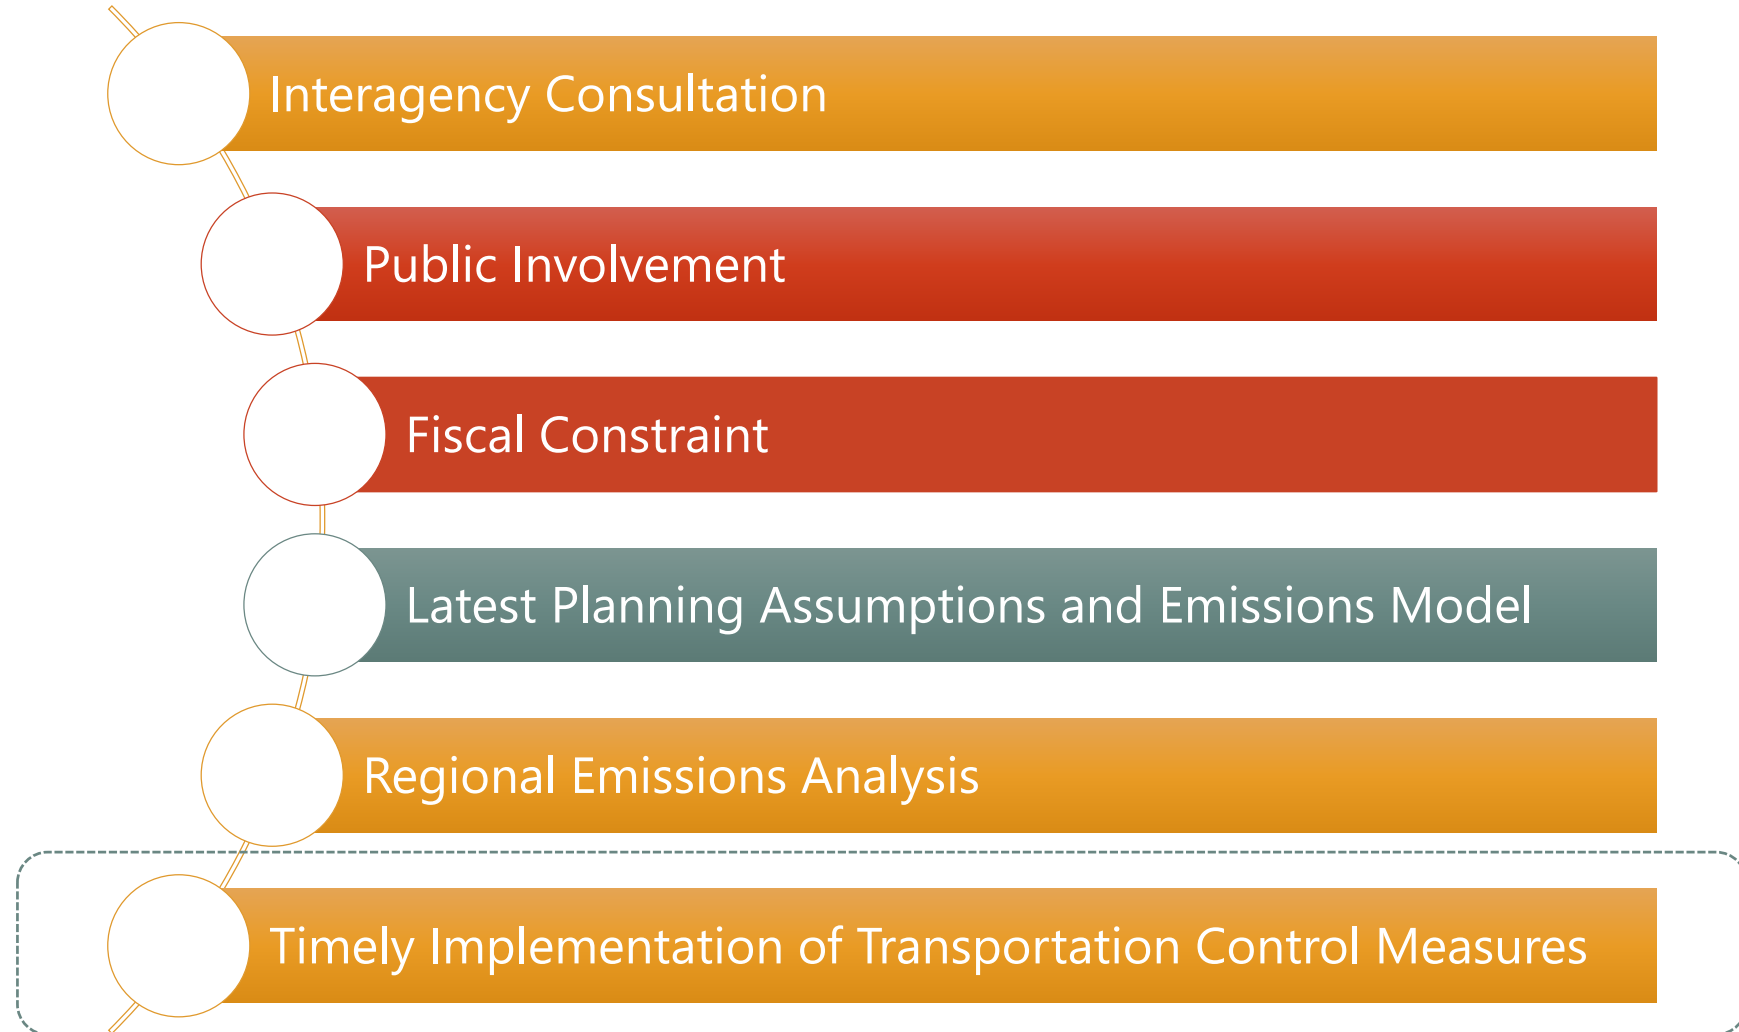 Interagency Consultation
Public Involvement
Fiscal Constraint
Latest Planning Assumptions and Emissions Model
Regional Emissions Analysis
Timely Implementation of Transportation Control Measures